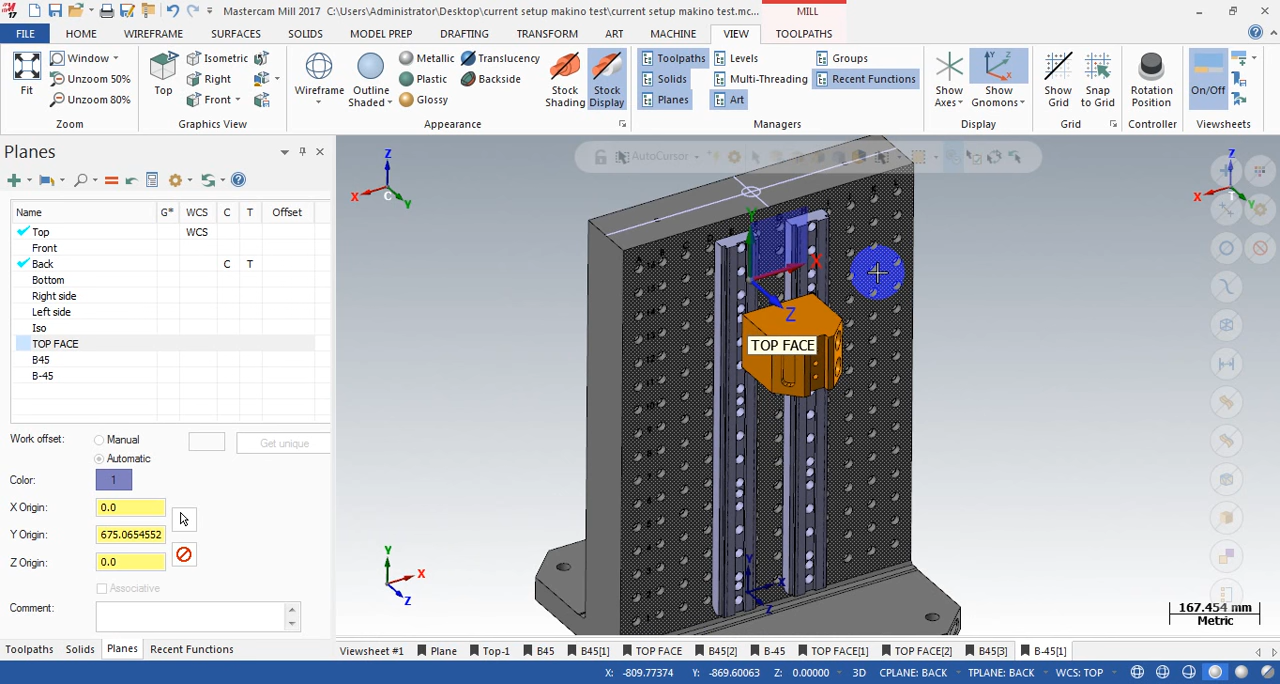 Mastercam Mill 2017 C:\Users\Administrator\Desktop\current setup makino test\current setup makinotest.mc...
MILL
FILE HOME WIREFRAME SURFACES SOLIDS MODEL PREP DRAFTING TRANSFORM ART MACHINE VIEW TOOLPATHS
Fit
Window
Unzoom 50%
Unzoom 80%
Zoom
Top
Isometric
Right
Front
Graphics View
Wireframe
Outline Shaded
Metallic
Plastic
Glossy
Translucency
Back
Stock Shading
Stock Display
Appearance
Toolpaths
Solids
Planes
Levels
Multi-Threading
Art
Groups
Recent Functions
Managers
Show Axes
Show Gnomons
Display
Show Grid
Snap to Grid
Grid
Rotation Position
Controller
On/Off
Viewsheets
Planes
Name G* WCS C T Offset
Top WCS
Front
Back C T
Bottom
Right side
Left side
Iso
TOP FACE
B45
B-45
Work offset: Manual Get unique
Automatic
Color: 1
X Origin: 0.0
Y Origin: 675.0654552
Z Origin: 0.0
Associative
Comment:
Toolpaths Solids Planes Recent Functions
AutoCursor
Z
X
C
Y
Z
X
T
Y
Y
X
Z
TOP FACE
Y
X
Z
Y
X
Z
167.454 mm
Metric
Viewsheet #1 Plane Top-1 B45 B45[1] TOP FACE B45[2] B-45 TOP FACE[1] TOP FACE[2] B45[3] B-45[1]
X: -809.77374 Y: -869.60063 Z: 0.00000 3D CPLANE: BACK TPLANE: BACK WCS: TOP